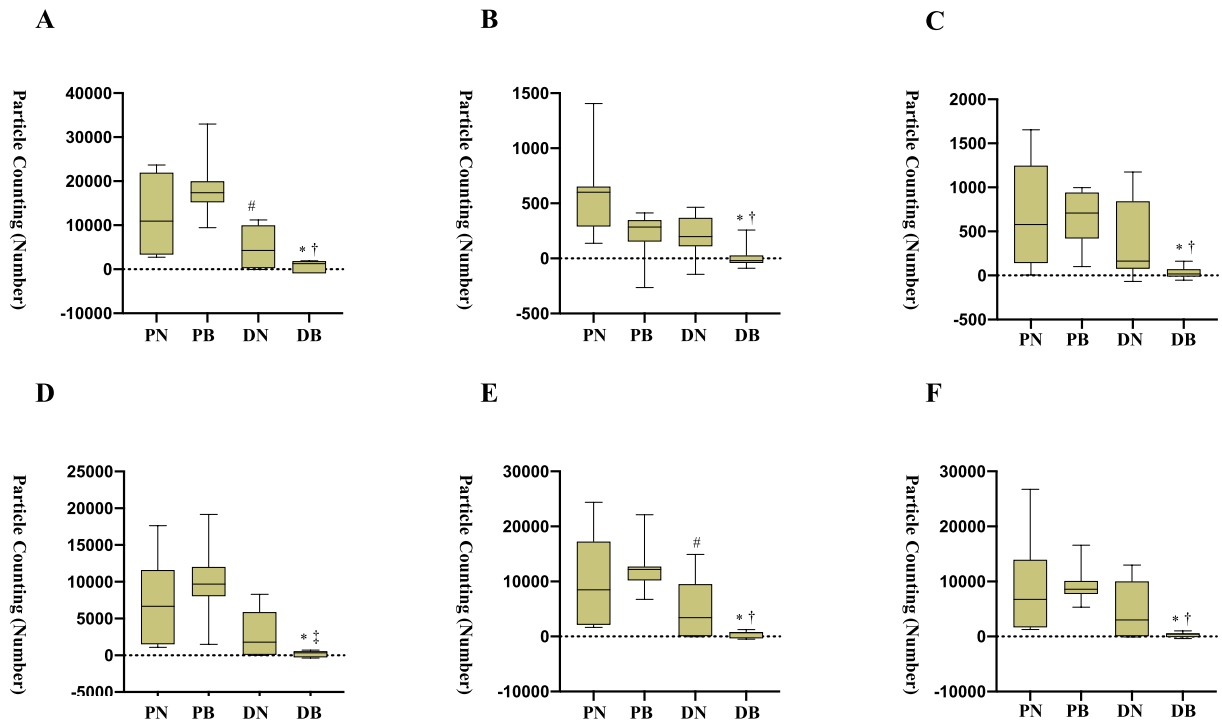 A
Particle Counting (Number)
40000
30000
20000
10000
0
-10000
#
* †
PN PB DN DB
B
Particle Counting (Number)
1500
1000
500
0
-500
* †
PN PB DN DB
C
Particle Counting (Number)
2000
1500
1000
500
0
-500
* †
PN PB DN DB
D
Particle Counting (Number)
25000
20000
15000
10000
5000
0
-5000
* ‡
PN PB DN DB
E
Particle Counting (Number)
30000
20000
10000
0
-10000
#
* †
PN PB DN DB
F
Particle Counting (Number)
30000
20000
10000
0
-10000
* †
PN PB DN DB